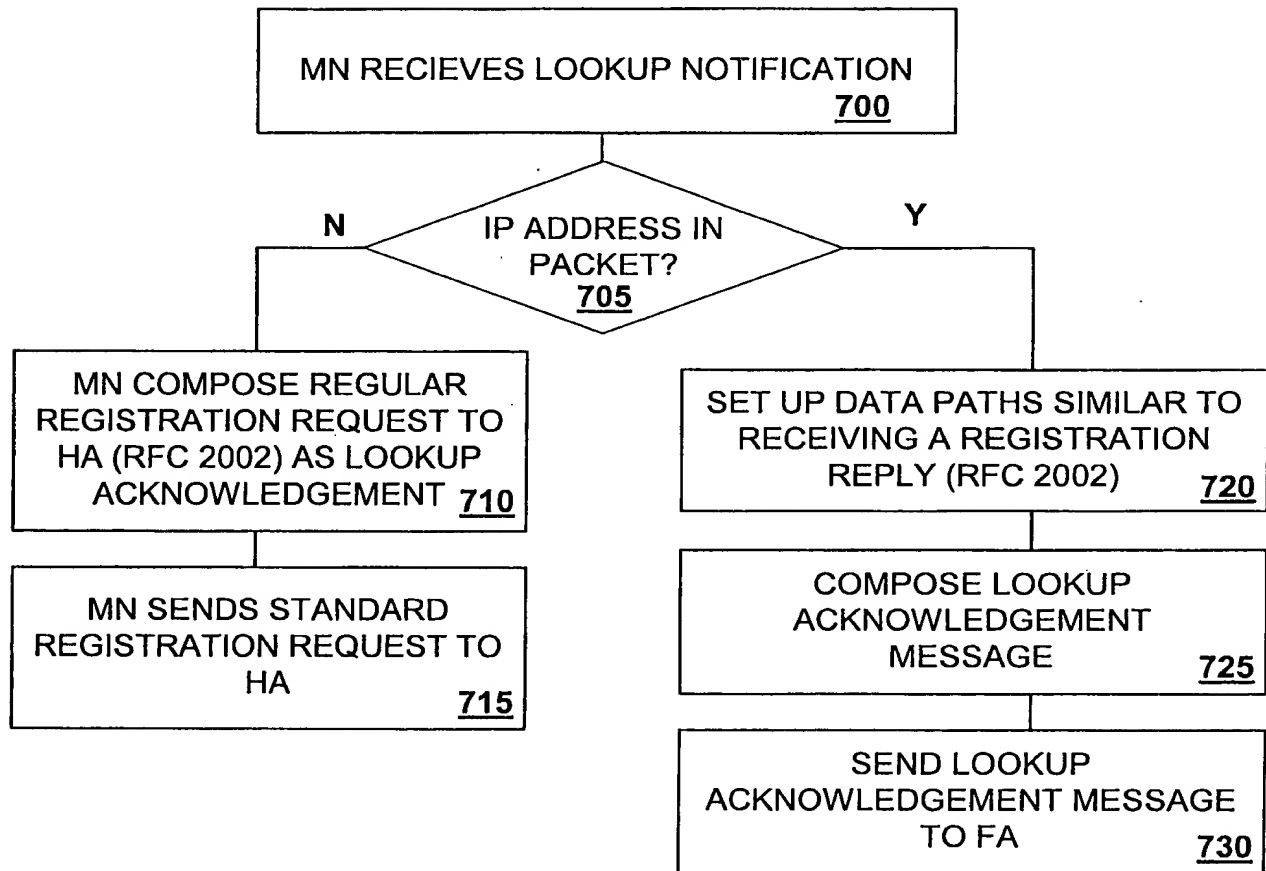 MN RECIEVES LOOKUP NOTIFICATION
700
N
IP ADDRESS IN
PACKET?
705
Y
MN COMPOSE REGULAR
REGISTRATION REQUEST TO
HA (RFC 2002) AS LOOKUP
ACKNOWLEDGEMENT 710
MN SENDS STANDARD
REGISTRATION REQUEST TO
HA
715
SET UP DATA PATHS SIMILAR TO
RECEIVING A REGISTRATION
REPLY (RFC 2002) 720
COMPOSE LOOKUP
ACKNOWLEDGEMENT
MESSAGE 725
SEND LOOKUP
ACKNOWLEDGEMENT MESSAGE
TO FA 730